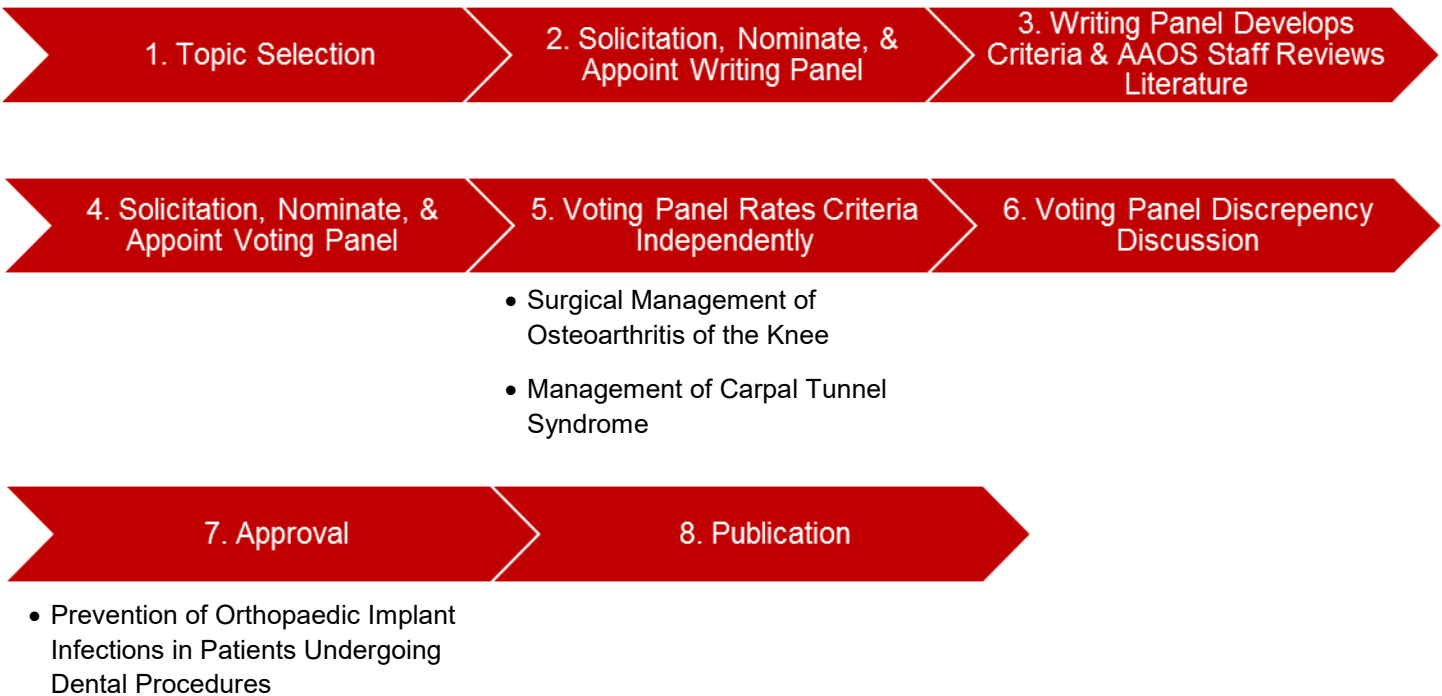 1. Topic Selection
2. Solicitation, Nominate, &
Appoint Writing Panel
3. Writing Panel Develops
Criteria & AAOS Staff Reviews
Literature
4. Solicitation, Nominate, &
Appoint Voting Panel
5. Voting Panel Rates Criteria
Independently
6. Voting Panel Discrepency
Discussion
• Surgical Management of
Osteoarthritis of the Knee
• Management of Carpal Tunnel
Syndrome
7. Approval
8. Publication
• Prevention of Orthopaedic Implant
Infections in Patients Undergoing
Dental Procedures